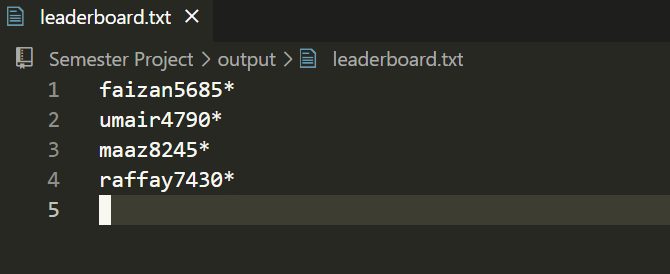 leaderboard.txt
Semester Project > output > leaderboard.txt
1 faizan5685*
2 umair4790*
3 maaz8245*
4 raffay7430*
5